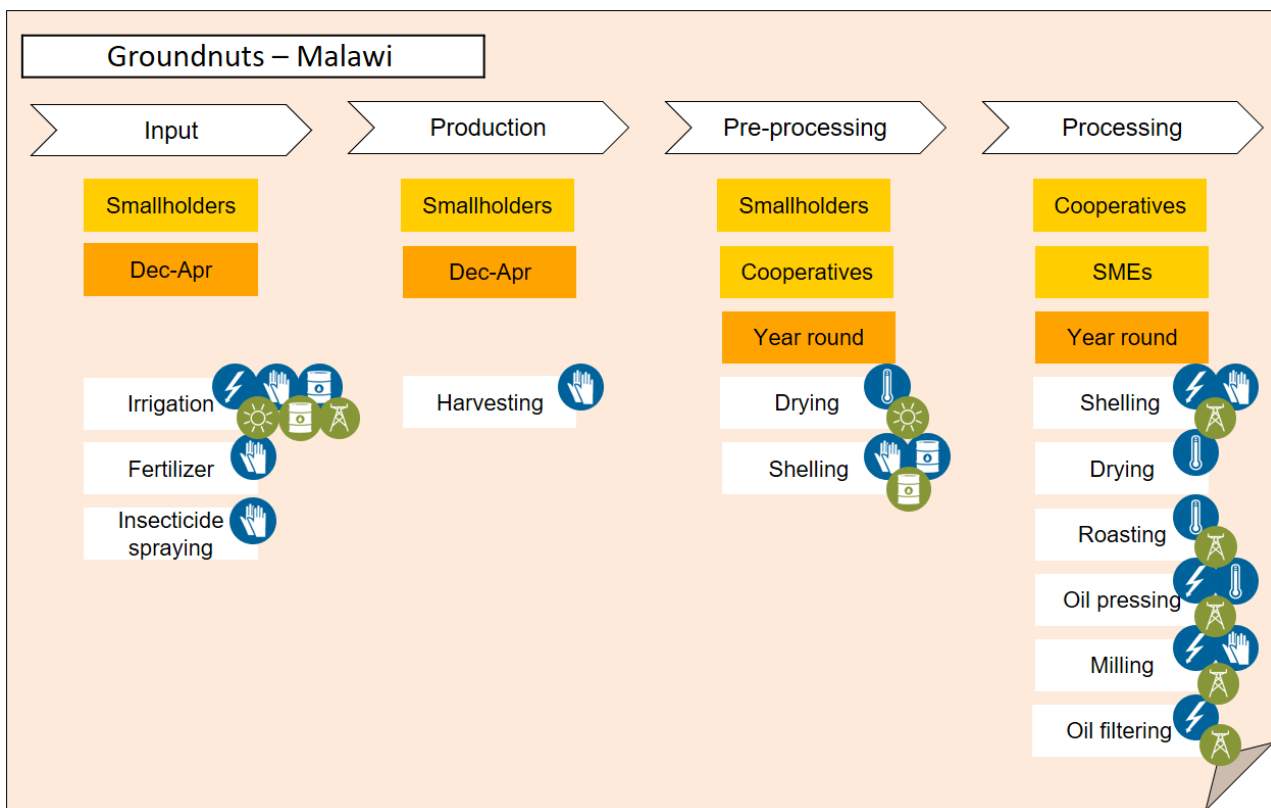 Groundnuts – Malawi
Input
Production
Pre-processing
Processing
Smallholders
Smallholders
Smallholders
Cooperatives
Dec-Apr
Dec-Apr
Cooperatives
SMEs
Year round
Year round
Irrigation
Harvesting
Drying
Shelling
Fertilizer
Shelling
Drying
Insecticide
spraying
Roasting
Oil pressing
Milling
Oil filtering